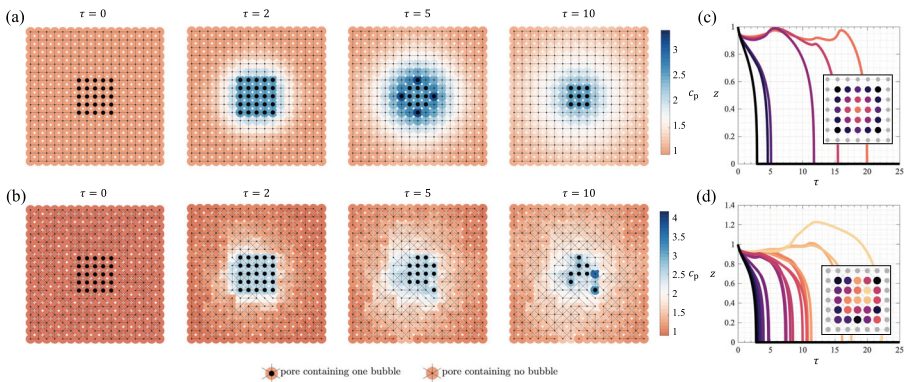 (a)
τ = 0
τ = 2
τ = 5
τ = 10
3
2.5
2
1.5
1
c_p
(c)
z
1
0.8
0.6
0.4
0.2
0
0
5
10
15
20
25
τ
(b)
τ = 0
τ = 2
τ = 5
τ = 10
4
3.5
3
2.5
2
1.5
1
c_p
(d)
z
1.4
1.2
1
0.8
0.6
0.4
0.2
0
0
5
10
15
20
25
τ
pore containing one bubble
pore containing no bubble